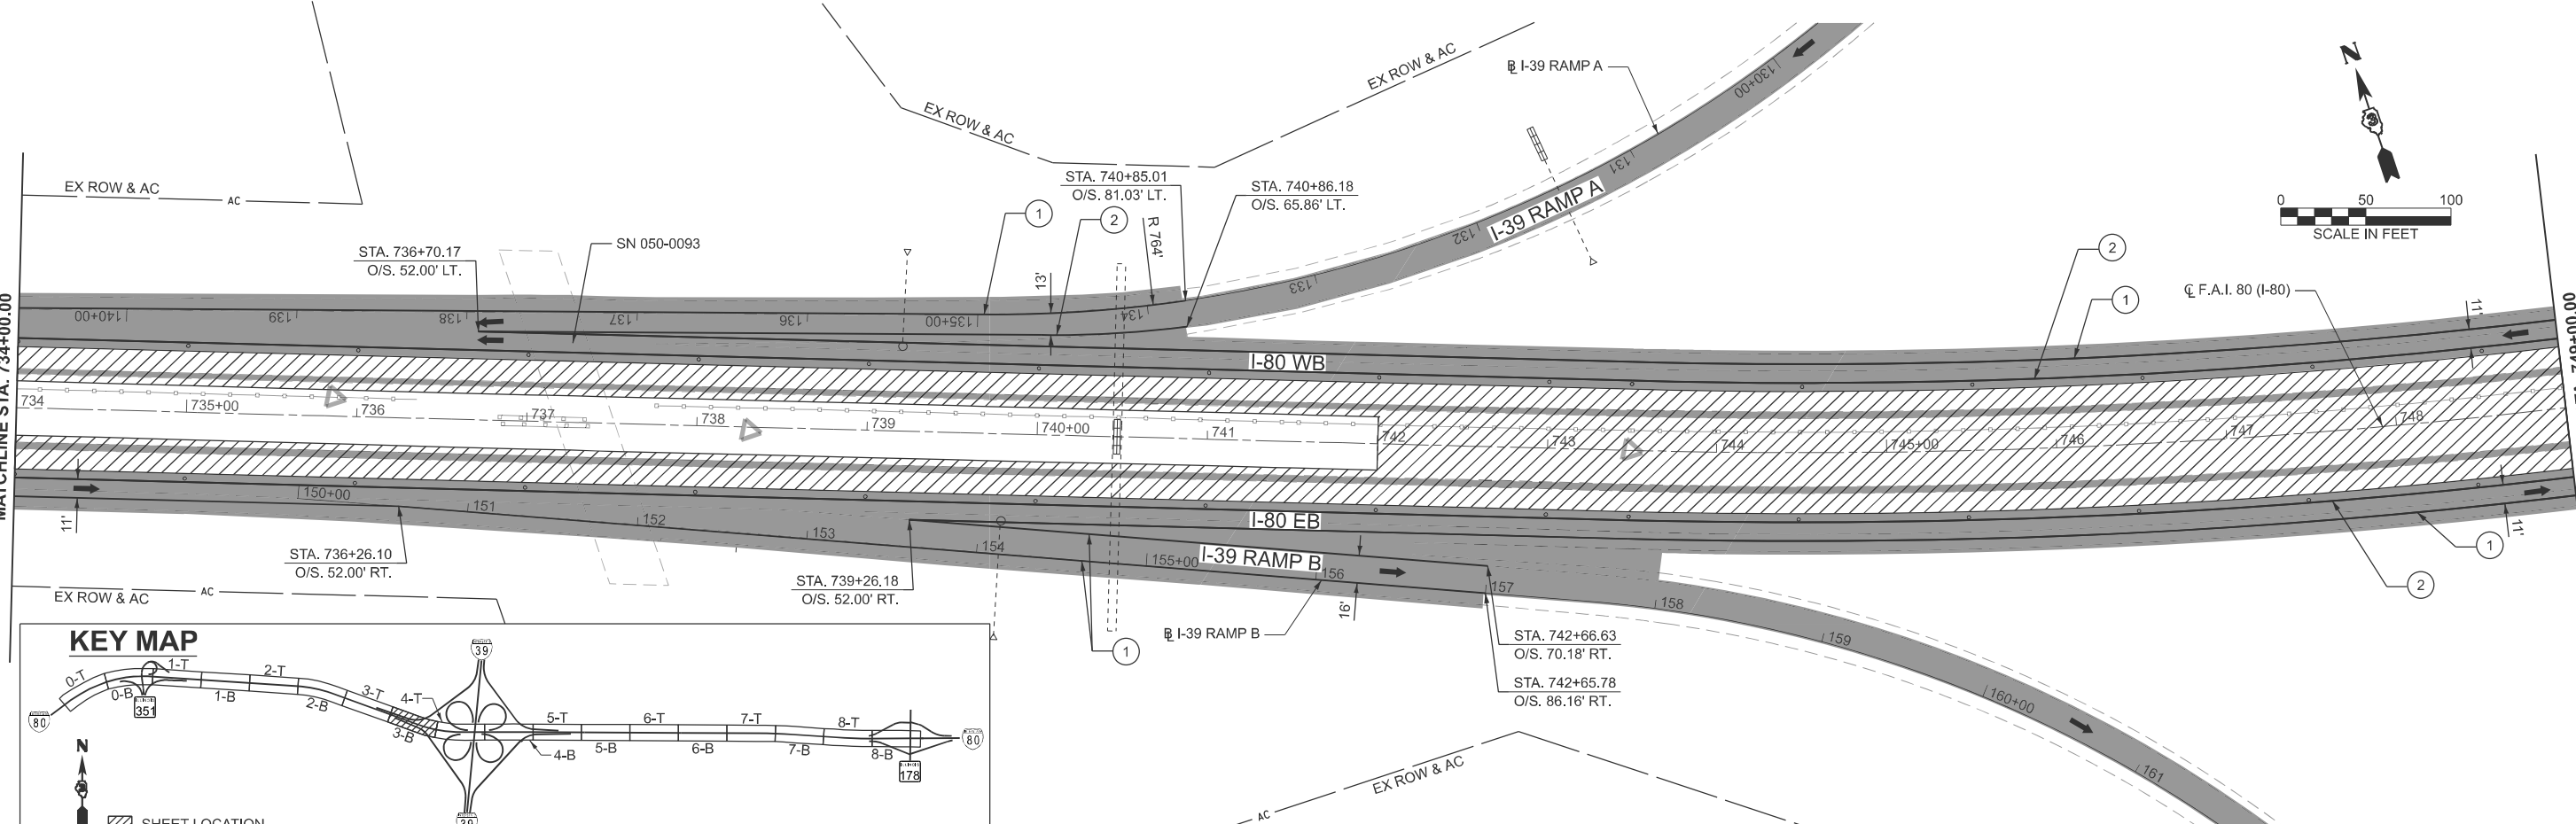 EX ROW & AC
AC
EX ROW & AC
EX ROW & AC
℄ I-39 RAMP A
130+00
131
132
133
134
135+00
136
137
138
139
140+00
I-39 RAMP A
N
3
0 50 100
SCALE IN FEET
STA. 740+85.01
O/S. 81.03' LT.
STA. 740+86.18
O/S. 65.86' LT.
1
2
R 764'
13'
STA. 736+70.17
O/S. 52.00' LT.
SN 050-0093
2
1
℄ F.A.I. 80 (I-80)
11'
MATCHLINE STA. 734+00.00
749+00.00
I-80 WB
734
735+00
736
737
738
739
740+00
741
742
743
744
745+00
746
747
748
150+00
151
152
153
154
155+00
156
157
158
159
160+00
161
11'
I-80 EB
I-39 RAMP B
11'
STA. 736+26.10
O/S. 52.00' RT.
STA. 739+26.18
O/S. 52.00' RT.
16'
1
2
EX ROW & AC
AC
℄ I-39 RAMP B
1
STA. 742+66.63
O/S. 70.18' RT.
STA. 742+65.78
O/S. 86.16' RT.
EX ROW & AC
AC
KEY MAP
39
0-T
1-T
2-T
3-T
4-T
5-T
6-T
7-T
8-T
80
0-B
351
1-B
2-B
3-B
4-B
5-B
6-B
7-B
8-B
80
178
N
39
SHEET LOCATION